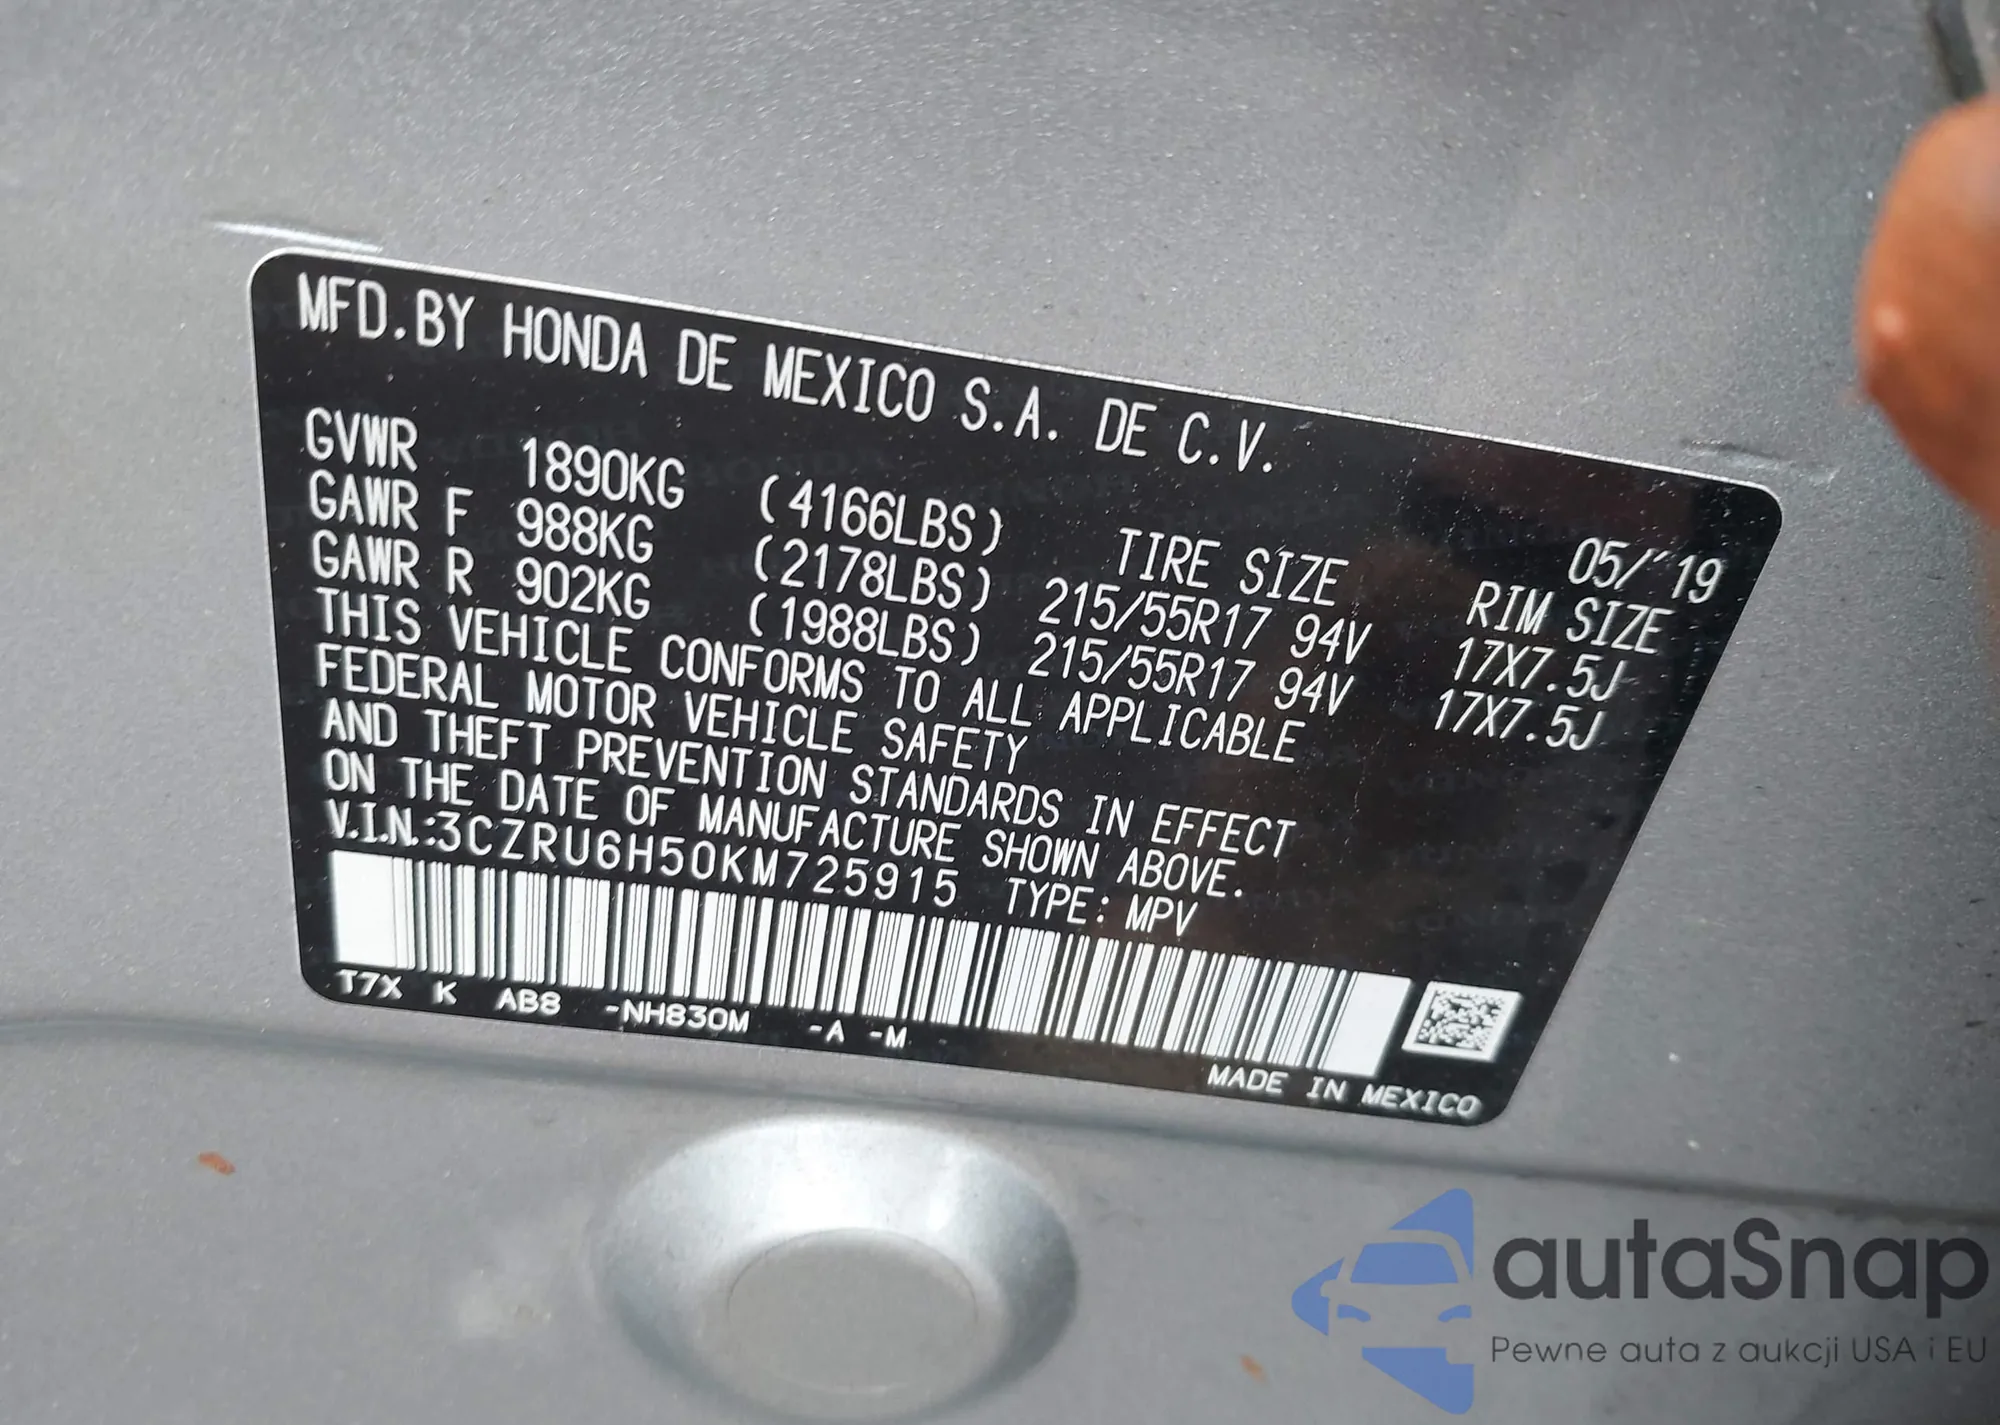 MFD.BY HONDA DE MEXICO S.A. DE C.V.
05/'19
GVWR 1890KG (4166LBS) TIRE SIZE RIM SIZE
GAWR F 988KG (2178LBS) 215/55R17 94V 17X7.5J
GAWR R 902KG (1988LBS) 215/55R17 94V 17X7.5J
THIS VEHICLE CONFORMS TO ALL APPLICABLE
FEDERAL MOTOR VEHICLE SAFETY
AND THEFT PREVENTION STANDARDS IN EFFECT
ON THE DATE OF MANUFACTURE SHOWN ABOVE.
V.I.N.:3CZRU6H50KM725915 TYPE: MPV
T7X K AB8 -NH830M -A -M
MADE IN MEXICO
autaSnap
Pewne auta z aukcji USA i EU